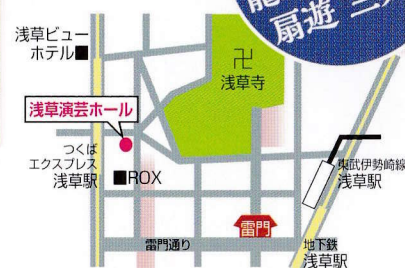 扇遊
浅草ビュー
ホテル■
卍
浅草寺
浅草演芸ホール
つくば
エクスプレス
浅草駅
■ROX
東武伊勢崎線
浅草駅
雷門
雷門通り
地下鉄
浅草駅